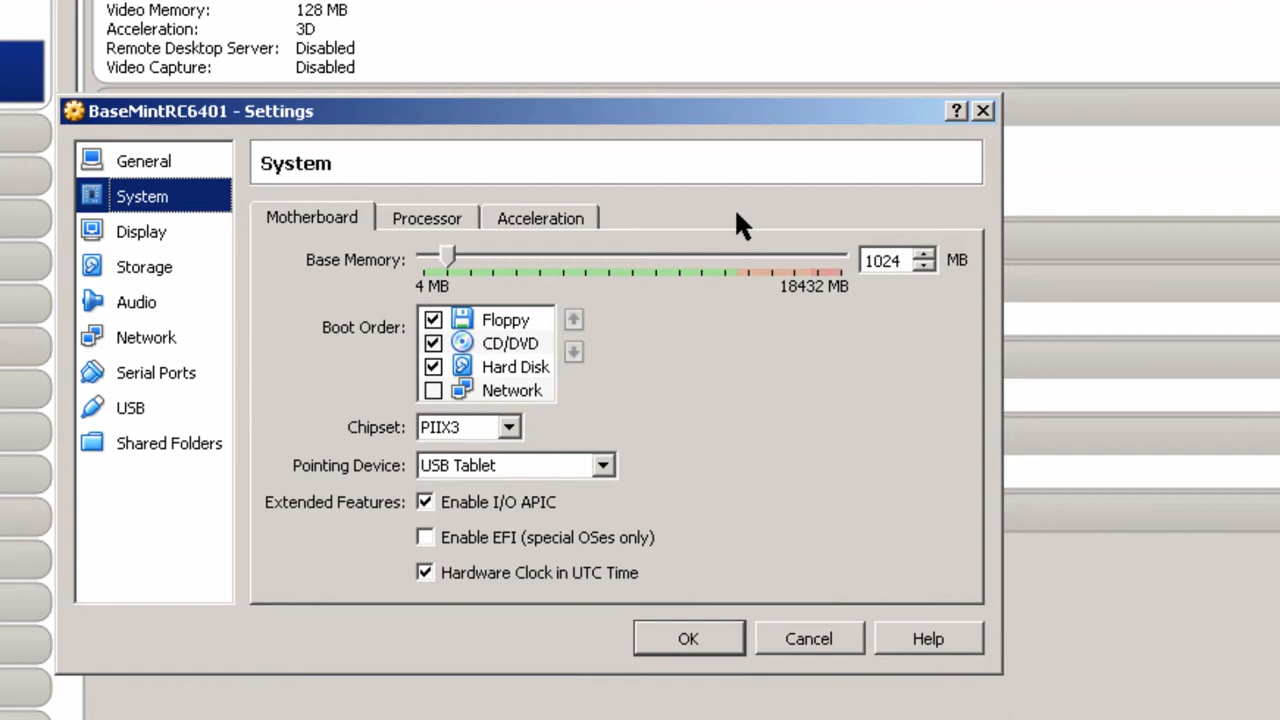 Video Memory: 128 MB
Acceleration: 3D
Remote Desktop Server: Disabled
Video Capture: Disabled
BaseMintRC6401 - Settings
?
General
System
Display
Storage
Audio
Network
Serial Ports
USB
Shared Folders
System
Motherboard Processor Acceleration
Base Memory: 1024 MB
4 MB 18432 MB
Boot Order:
Floppy
CD/DVD
Hard Disk
Network
Chipset: PIIX3
Pointing Device: USB Tablet
Extended Features: Enable I/O APIC
Enable EFI (special OSes only)
Hardware Clock in UTC Time
OK Cancel Help